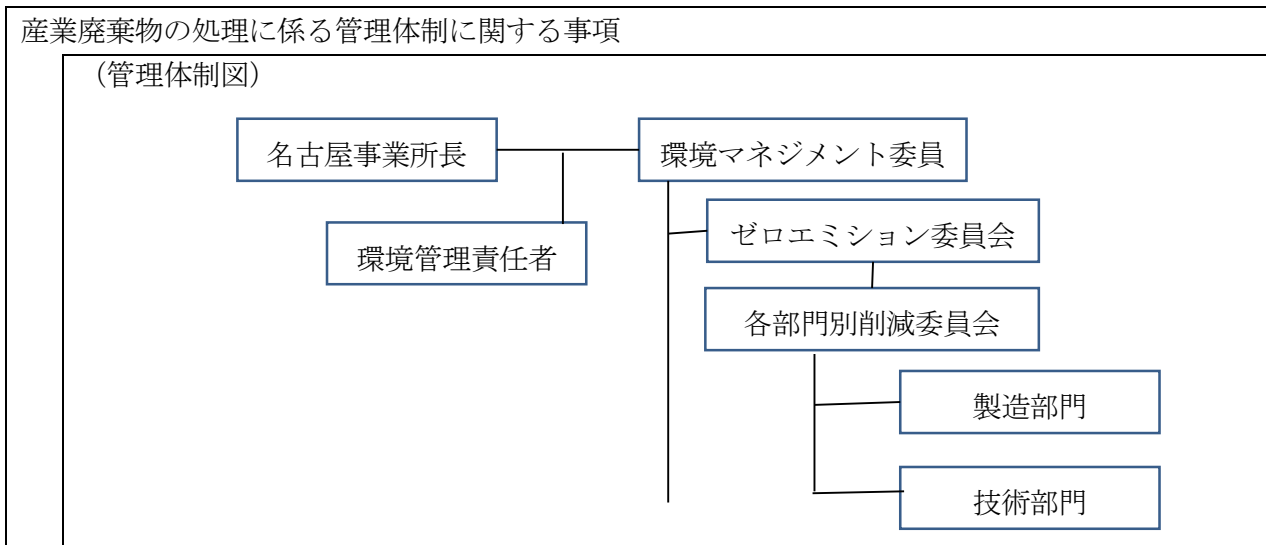 産業廃棄物の処理に係る管理体制に関する事項
（管理体制図）
名古屋事業所長
環境マネジメント委員
ゼロエミション委員会
環境管理責任者
各部門別削減委員会
製造部門
技術部門